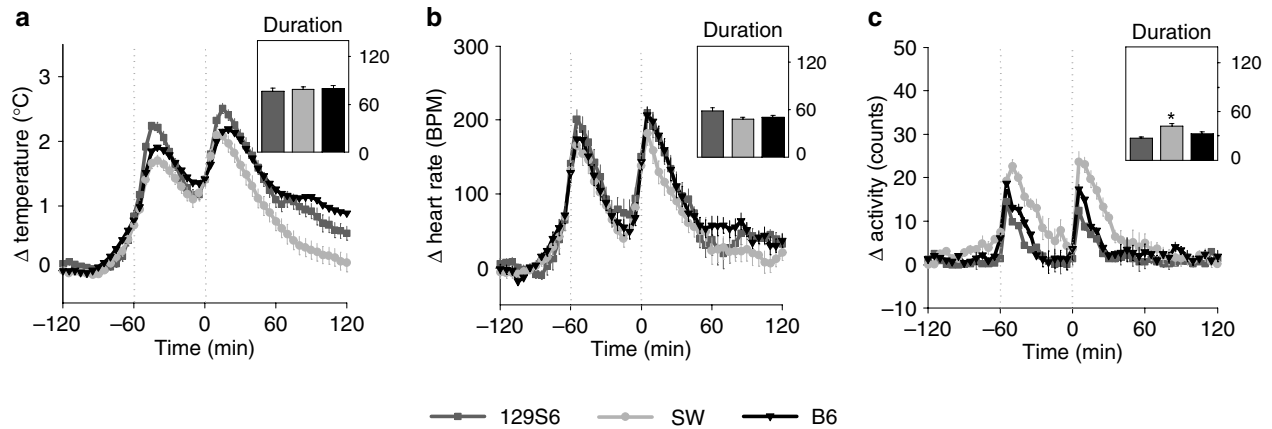 a
Duration
120
60
0
Δ temperature (°C)
3
2
1
0
–120
–60
0
60
120
Time (min)
b
Duration
120
60
0
Δ heart rate (BPM)
300
200
100
0
–120
–60
0
60
120
Time (min)
c
Duration
120
60
0
*
Δ activity (counts)
50
40
30
20
10
0
–10
–120
–60
0
60
120
Time (min)
129S6
SW
B6